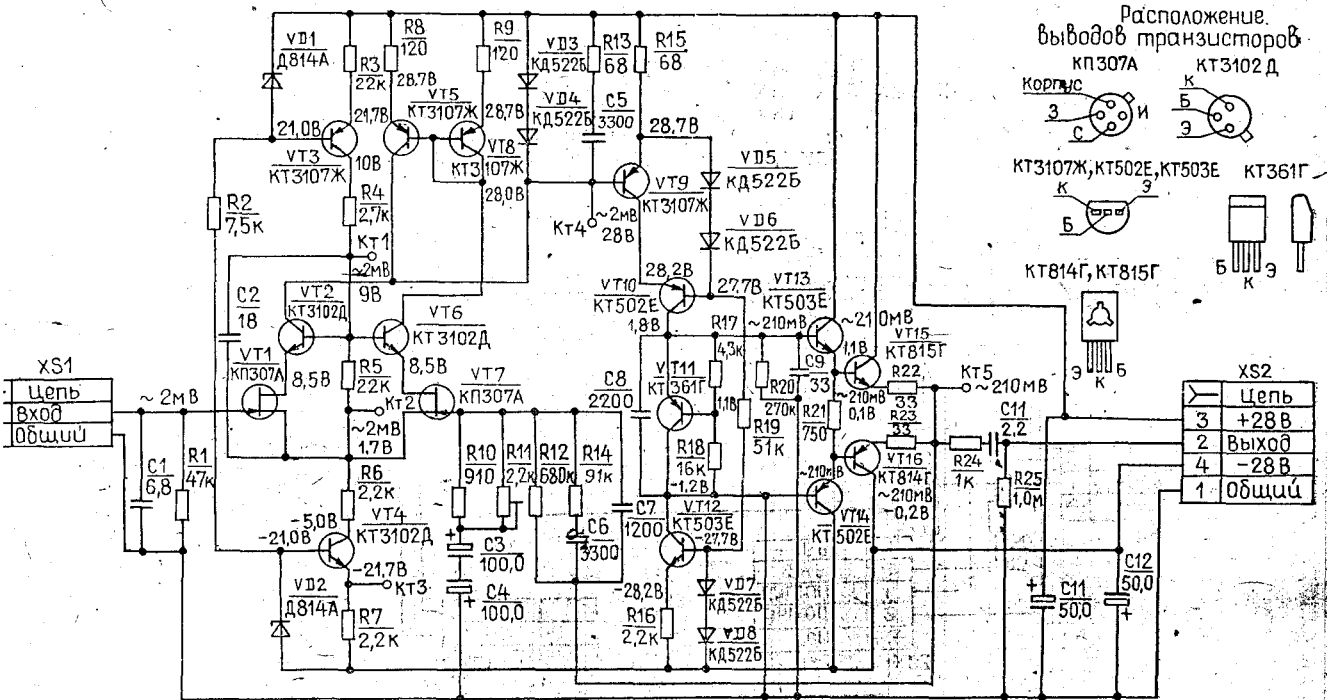 Расположение
выводов транзисторов
КП307А
КТ3102Д
Корпус
З
С
И
К
Б
Э
КТ3107Ж,КТ502Е,КТ503Е
КТ361Г
К
Э
Б
Б
К
Э
КТ814Г,КТ815Г
Э
К
Б
VD1
Д814А
R3
22к
R8
120
R9
120
VD3
КД522Б
R13
68
R15
68
28,7В
VT5
КТ3107Ж
VD4
КД522Б
C5
3300
21,0В
21,7В
28,7В
28,7В
VT3
КТ3107Ж
10В
VT8
КТ3107Ж
28,0В
VT9
КТ3107Ж
VD5
КД522Б
R2
7,5к
R4
2,7к
Кт4
~2мВ
28В
VD6
КД522Б
Кт1
~2мВ
9В
28,2В
27,7В
VT10
КТ502Е
VT13
КТ503Е
C2
18
VT2
КТ3102Д
VT6
КТ3102Д
1,8В
R17
4,3к
~210мВ
~210мВ
VT15
КТ815Г
1,1В
VT1
КП307А
8,5В
R5
22к
8,5В
VT7
КП307А
C8
2200
VT11
КТ361Г
1,1В
R20
270к
C9
33
R22
33
Кт5
~210мВ
XS1
Цепь
Вход
Общий
~2мВ
Кт2
~2мВ
1,7В
R21
750
~210мВ
0,1В
R23
33
C11
2,2
XS2
Цепь
3
+28В
2
Выход
4
-28В
1
Общий
C1
6,8
R1
47к
R10
910
R11
2,2к
R12
680к
R14
91к
R18
16к
R19
51к
-1,2В
~210мВ
VT16
КТ814Г
~210мВ
-0,2В
R24
1к
R25
1,0м
R6
2,2к
-5,0В
-21,0В
VT4
КТ3102Д
C3
100,0
C6
3300
C7
1200
VT12
КТ503Е
-27,7В
VT14
КТ502Е
-21,7В
Кт3
VD2
Д814А
R7
2,2к
C4
100,0
-28,2В
R16
2,2к
VD7
КД522Б
VD8
КД522Б
C11
50,0
C12
50,0